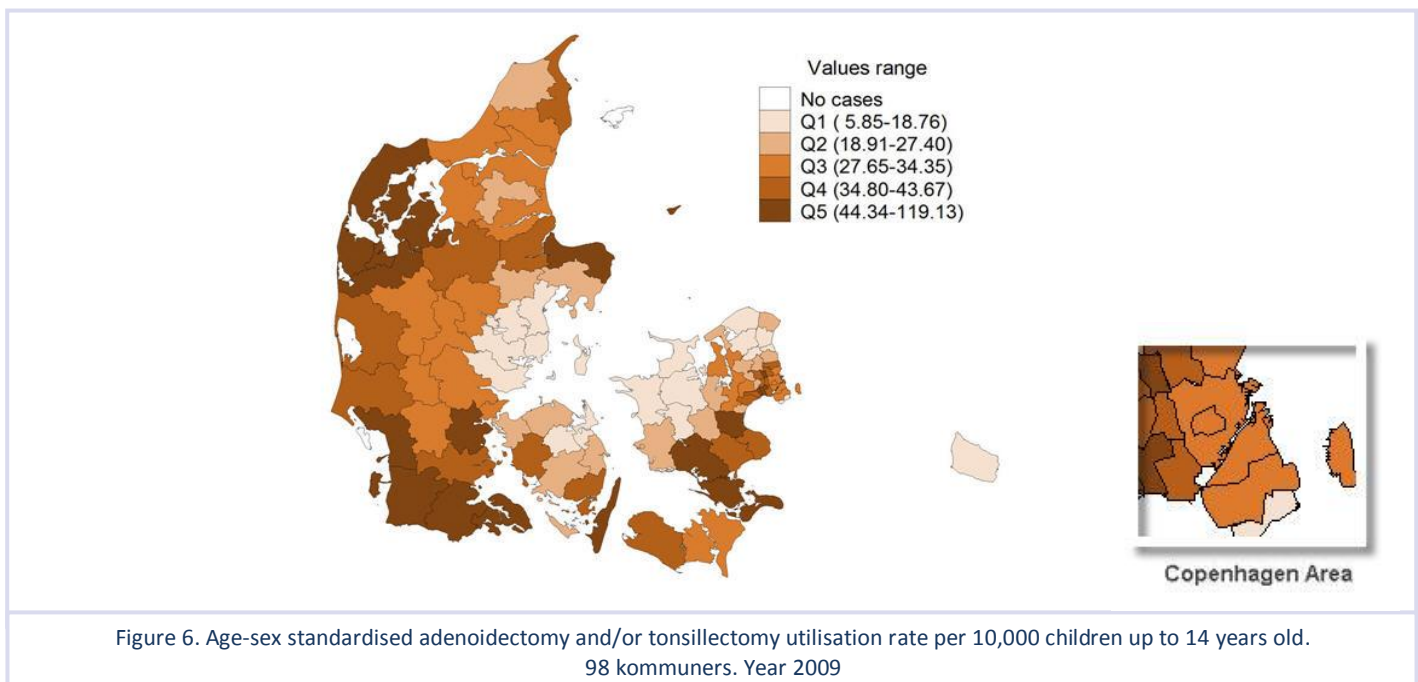 Values range
No cases
Q1 ( 5.85-18.76)
Q2 (18.91-27.40)
Q3 (27.65-34.35)
Q4 (34.80-43.67)
Q5 (44.34-119.13)
Copenhagen Area
Figure 6. Age-sex standardised adenoidectomy and/or tonsillectomy utilisation rate per 10,000 children up to 14 years old.
98 kommuners. Year 2009